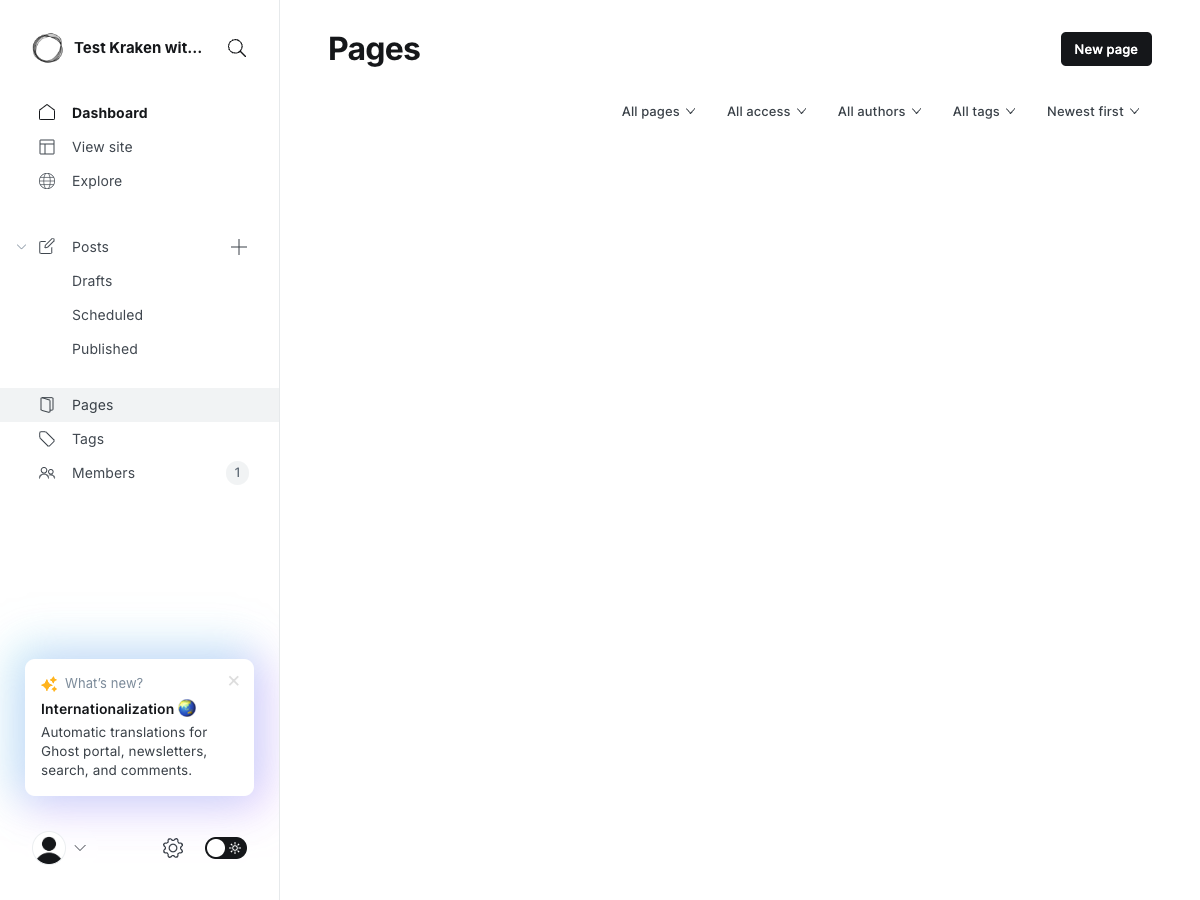 Test Kraken wit...
Dashboard
View site
Explore
Posts
Drafts
Scheduled
Published
Pages
Tags
Members
1
What's new?
Internationalization
Automatic translations for
Ghost portal, newsletters,
search, and comments.
Pages
New page
All pages
All access
All authors
All tags
Newest first